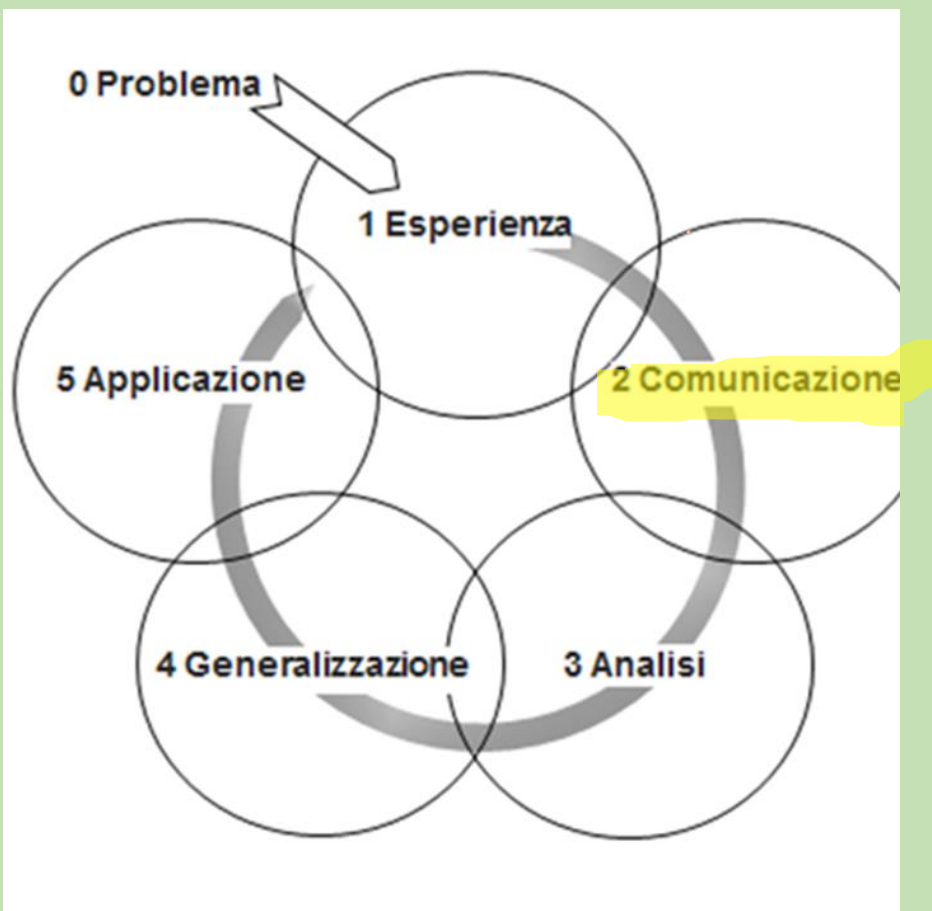 0 Problema
1 Esperienza
5 Applicazione
2 Comunicazione
4 Generalizzazione
3 Analisi